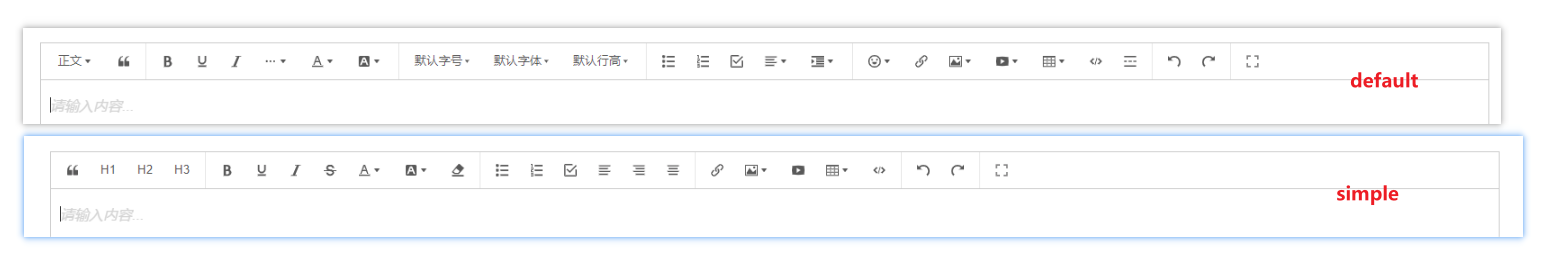 正文 B U I ... A A 默认字号 默认字体 默认行高
default
请输入内容...
H1 H2 H3 B U I S A A
simple
请输入内容...